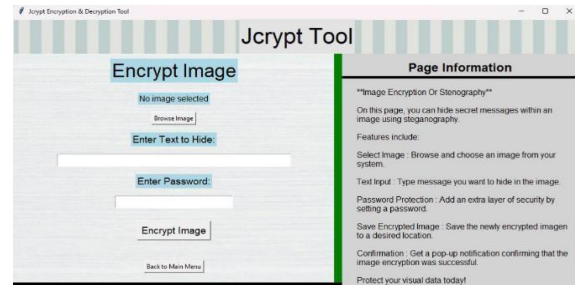 Jcrypt Encryption & Decryption Tool
Jcrypt Tool
Encrypt Image
No image selected
Browse Image
Enter Text to Hide:
Enter Password:
Encrypt Image
Back to Main Menu
Page Information
**Image Encryption Or Stenography**
On this page, you can hide secret messages within an
image using steganography.
Features include:
Select Image : Browse and choose an image from your
system.
Text Input : Type message you want to hide in the image.
Password Protection : Add an extra layer of security by
setting a password.
Save Encrypted Image : Save the newly encrypted imagen
to a desired location.
Confirmation : Get a pop-up notification confirming that the
image encryption was successful.
Protect your visual data today!